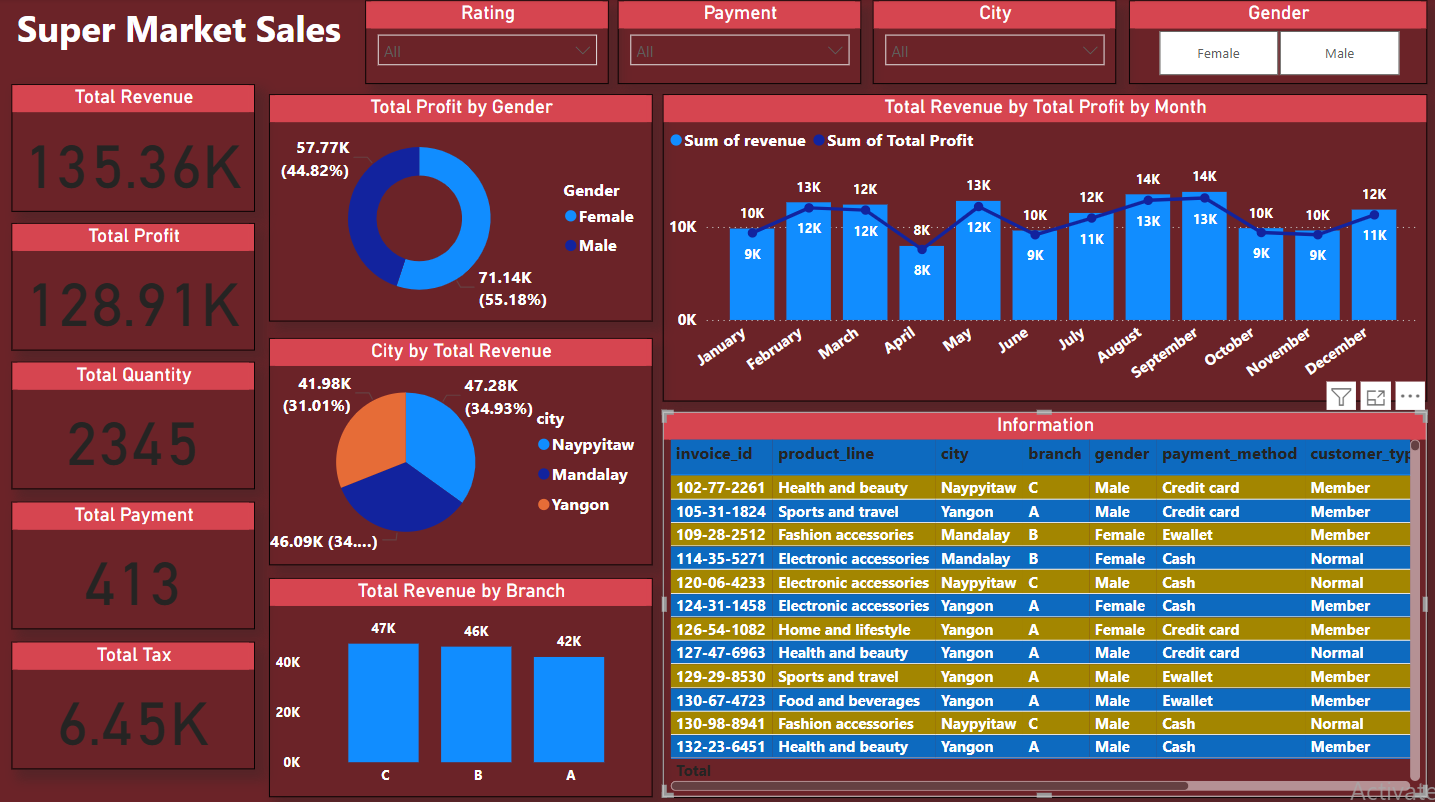 Super Market Sales
Rating
All
Payment
All
City
All
Gender
Female
Male
Total Revenue
135.36K
Total Profit
128.91K
Total Quantity
2345
Total Payment
413
Total Tax
6.45K
Total Profit by Gender
57.77K
(44.82%)
71.14K
(55.18%)
Gender
Female
Male
City by Total Revenue
41.98K
(31.01%)
47.28K
(34.93%)
46.09K (34....)
city
Naypyitaw
Mandalay
Yangon
Total Revenue by Branch
40K
20K
0K
47K
46K
42K
C
B
A
Total Revenue by Total Profit by Month
Sum of revenue
Sum of Total Profit
10K
0K
10K 13K 12K 8K 13K 10K 12K 14K 14K 10K 10K 12K
9K 12K 12K 8K 12K 9K 11K 13K 13K 9K 9K 11K
January February March April May June July August September October November December
Information
invoice_id product_line city branch gender payment_method customer_typ
102-77-2261 Health and beauty Naypyitaw C Male Credit card Member
105-31-1824 Sports and travel Yangon A Male Credit card Member
109-28-2512 Fashion accessories Mandalay B Female Ewallet Member
114-35-5271 Electronic accessories Mandalay B Female Cash Normal
120-06-4233 Electronic accessories Naypyitaw C Male Cash Normal
124-31-1458 Electronic accessories Yangon A Female Cash Member
126-54-1082 Home and lifestyle Yangon A Female Credit card Member
127-47-6963 Health and beauty Yangon A Male Credit card Normal
129-29-8530 Sports and travel Yangon A Male Ewallet Member
130-67-4723 Food and beverages Yangon A Male Ewallet Member
130-98-8941 Fashion accessories Naypyitaw C Male Cash Normal
132-23-6451 Health and beauty Yangon A Male Cash Member
Total
Activate